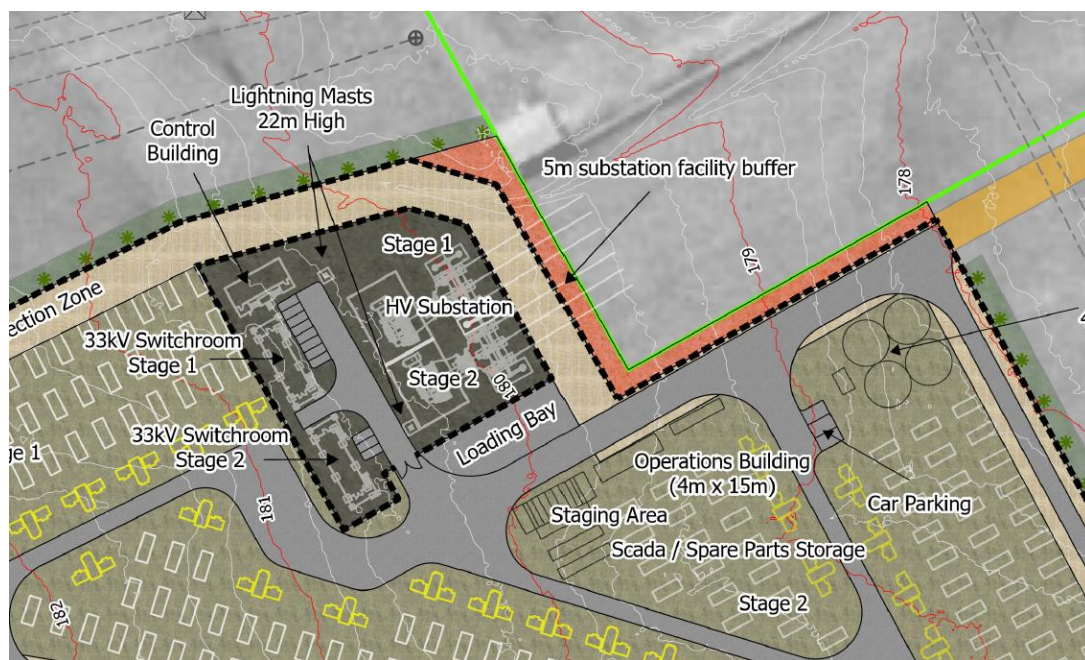 Lightning Masts
22m High
Control
Building
5m substation facility buffer
178
179
Stage 1
HV Substation
ection Zone
33kV Switchroom
Stage 1
Stage 2
180
4
Loading Bay
33kV Switchroom
Stage 2
ge 1
Operations Building
(4m x 15m)
Car Parking
181
Staging Area
Scada / Spare Parts Storage
Stage 2
182